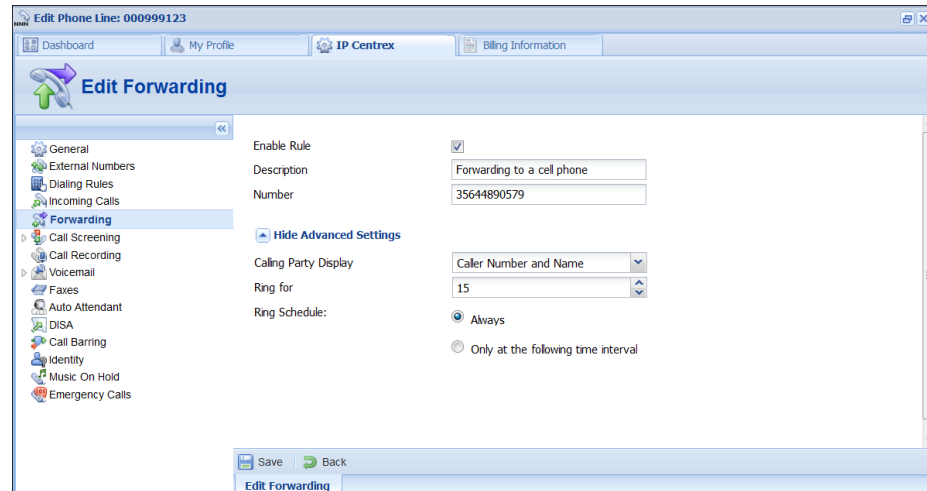 NNN Edit Phone Line: 000999123
Dashboard My Profile IP Centrex Billing Information
Edit Forwarding
General
External Numbers
Dialing Rules
Incoming Calls
Forwarding
Call Screening
Call Recording
Voicemail
Faxes
Auto Attendant
DISA
Call Barring
Identity
Music On Hold
Emergency Calls
Enable Rule
Description Forwarding to a cell phone
Number 35644890579
Hide Advanced Settings
Calling Party Display Caller Number and Name
Ring for 15
Ring Schedule: Always
Only at the following time interval
Save Back
Edit Forwarding